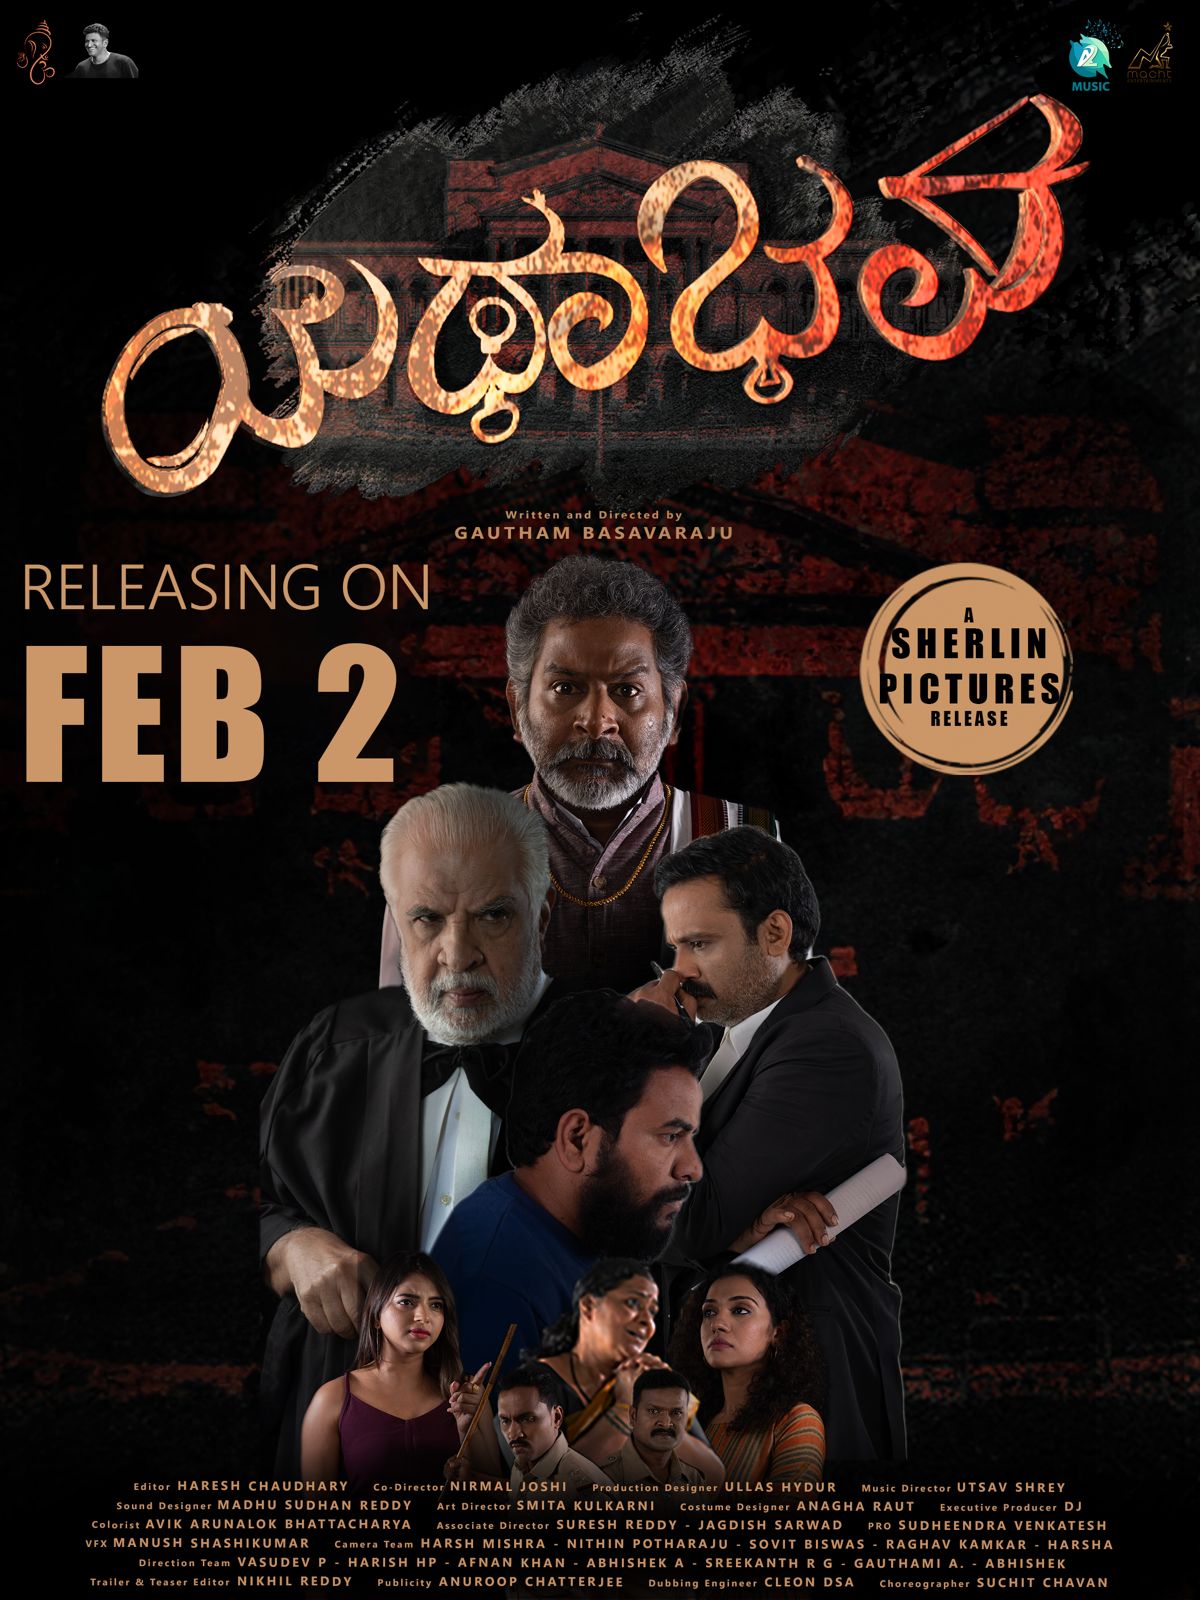 A2
MUSIC
macht
ENTERTAINMENTS
ಯಥಾಭವ
Written and Directed by
GAUTHAM BASAVARAJU
RELEASING ON
FEB 2
A
SHERLIN
PICTURES
RELEASE
Editor HARESH CHAUDHARY Co-Director NIRMAL JOSHI Production Designer ULLAS HYDUR Music Director UTSAV SHREY
Sound Designer MADHU SUDHAN REDDY Art Director SMITA KULKARNI Costume Designer ANAGHA RAUT Executive Producer DJ
Colorist AVIK ARUNALOK BHATTACHARYA Associate Director SURESH REDDY - JAGDISH SARWAD PRO SUDHEENDRA VENKATESH
VFX MANUSH SHASHIKUMAR Camera Team HARSH MISHRA - NITHIN POTHARAJU - SOVIT BISWAS - RAGHAV KAMKAR - HARSHA
Direction Team VASUDEV P - HARISH HP - AFNAN KHAN - ABHISHEK A - SREEKANTH R G - GAUTHAMI A. - ABHISHEK
Trailer & Teaser Editor NIKHIL REDDY Publicity ANUROOP CHATTERJEE Dubbing Engineer CLEON DSA Choreographer SUCHIT CHAVAN